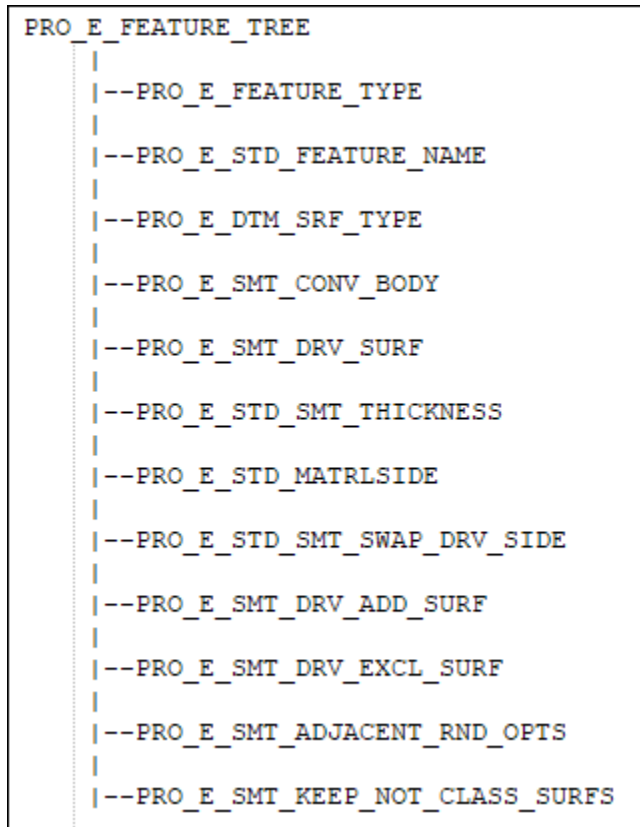 PRO_E_FEATURE_TREE
|
|--PRO_E_FEATURE_TYPE
|
|--PRO_E_STD_FEATURE_NAME
|
|--PRO_E_DTM_SRF_TYPE
|
|--PRO_E_SMT_CONV_BODY
|
|--PRO_E_SMT_DRV_SURF
|
|--PRO_E_STD_SMT_THICKNESS
|
|--PRO_E_STD_MATRLSIDE
|
|--PRO_E_STD_SMT_SWAP_DRV_SIDE
|
|--PRO_E_SMT_DRV_ADD_SURF
|
|--PRO_E_SMT_DRV_EXCL_SURF
|
|--PRO_E_SMT_ADJACENT_RND_OPTS
|
|--PRO_E_SMT_KEEP_NOT_CLASS_SURFS